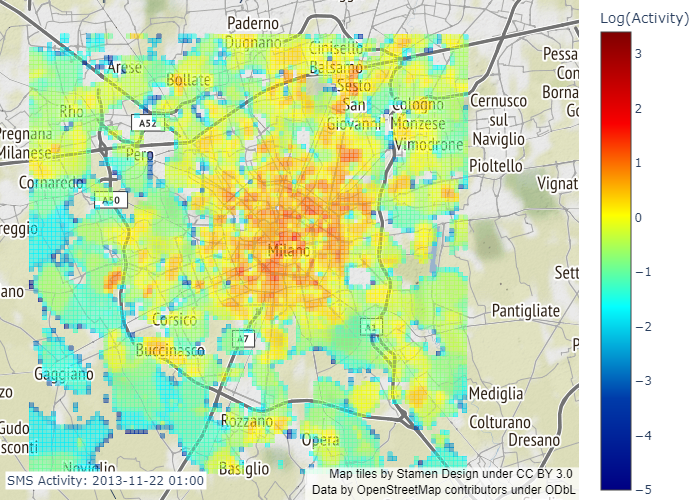 Paderno
Dugnano
Cinisello
Balsamo
Arese
Bollate
Sesto
San
Giovanni
Cologno
Monzese
Vimodrone
Pessa
Con
Borna
Go
Cernusco
sul
Naviglio
Pioltello
Vignat
Rho
A52
Pregnana
Milanese
Pero
Cornaredo
A50
reggio
Milano
ano
Sett
Pantigliate
Corsico
A7
A1
Buccinasco
P
Gaggiano
zo
Gudo
sconti
Rozzano
Opera
Mediglia
Colturano
Dresano
Noviglio
Basiglio
SMS Activity: 2013-11-22 01:00
Map tiles by Stamen Design under CC BY 3.0
Data by OpenStreetMap contributors under ODbL
Log(Activity)
3
2
1
0
−1
−2
−3
−4
−5